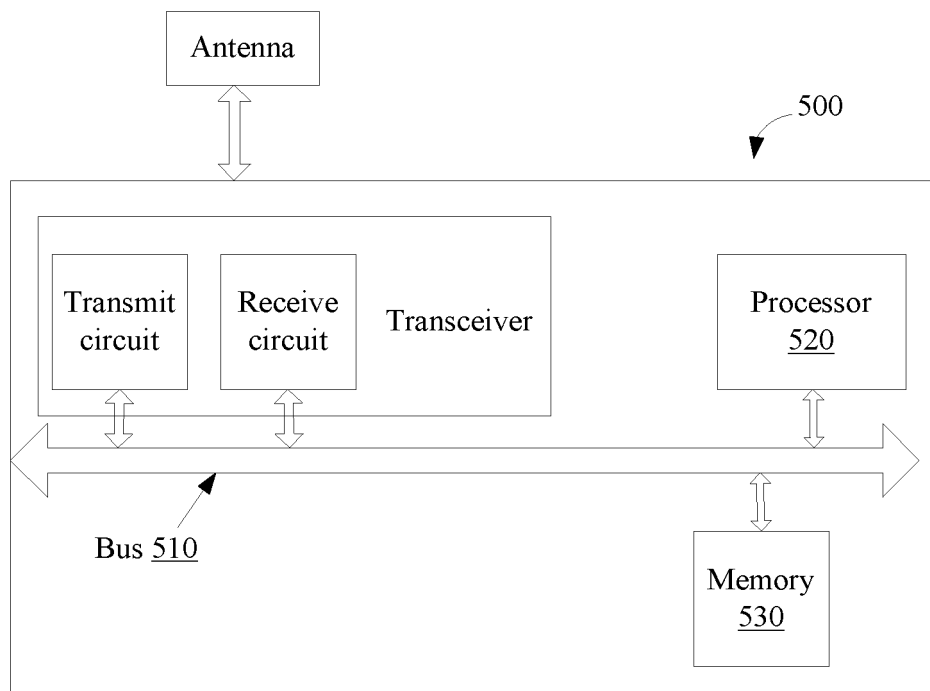 Antenna
500
Transmit
circuit
Receive
circuit
Transceiver
Processor
520
Bus 510
Memory
530